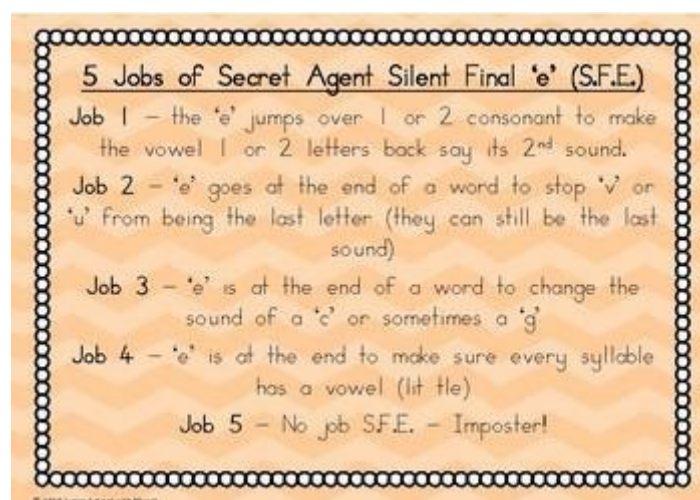 5 Jobs of Secret Agent Silent Final 'e' (S.F.E.)
Job 1 – the 'e' jumps over 1 or 2 consonant to make
the vowel 1 or 2 letters back say its 2nd sound.
Job 2 – 'e' goes at the end of a word to stop 'v' or
'u' from being the last letter (they can still be the last
sound)
Job 3 – 'e' is at the end of a word to change the
sound of a 'c' or sometimes a 'g'
Job 4 – 'e' is at the end to make sure every syllable
has a vowel (lit tle)
Job 5 – No job S.F.E. – Imposter!